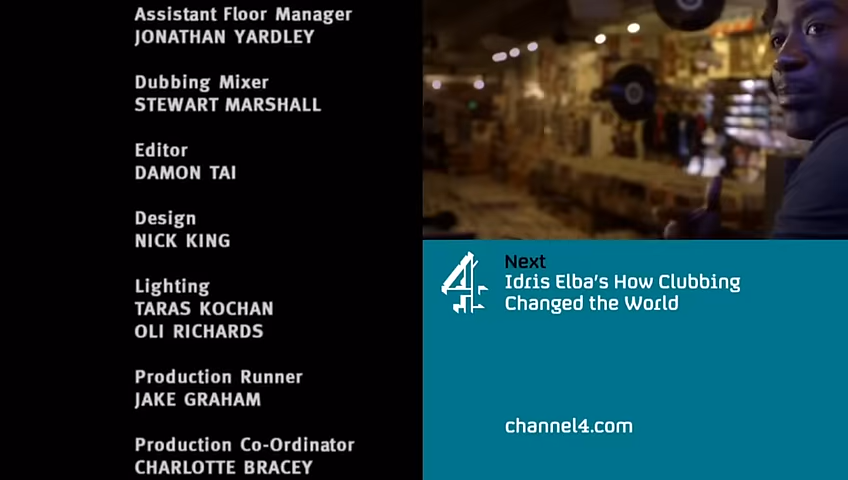 Assistant Floor Manager
JONATHAN YARDLEY
Dubbing Mixer
STEWART MARSHALL
Editor
DAMON TAI
Design
NICK KING
Lighting
TARAS KOCHAN
OLI RICHARDS
Production Runner
JAKE GRAHAM
Production Co-Ordinator
CHARLOTTE BRACEY
4
Next
Idris Elba's How Clubbing
Changed the World
channel4.com